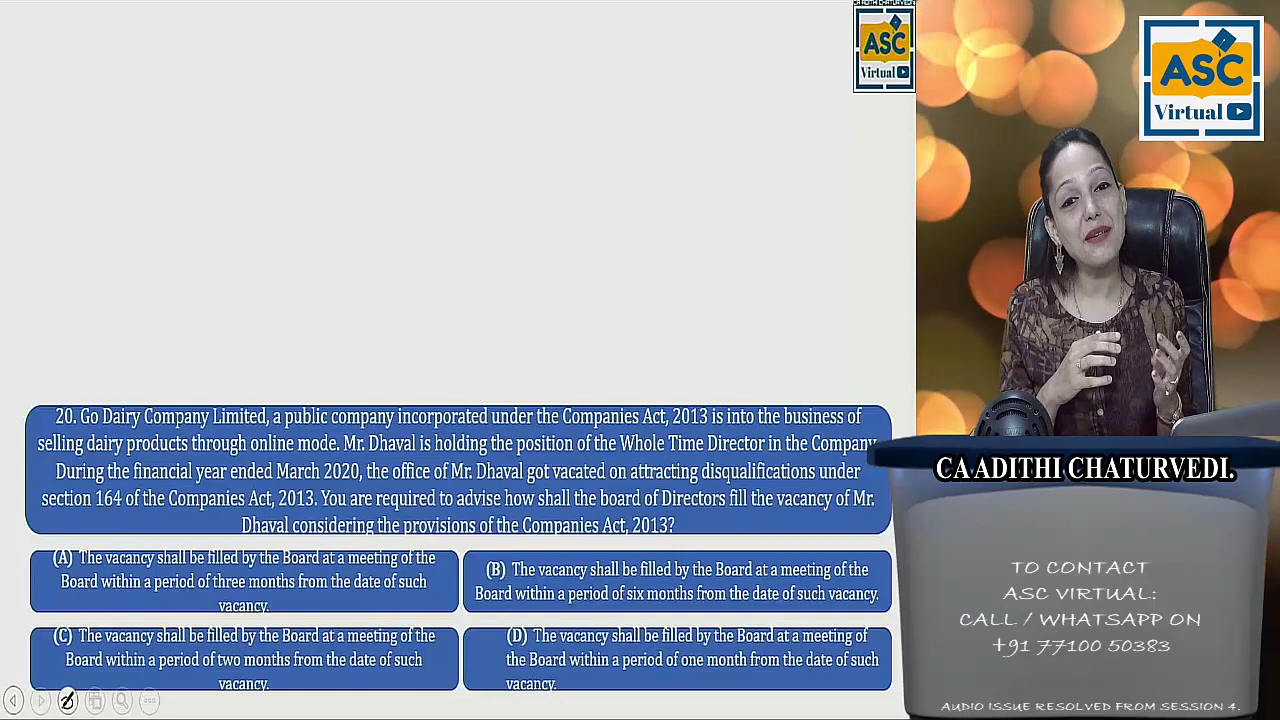 CA ADITHI CHATURVEDI
ASC
Virtual
ASC
Virtual
20. Go Dairy Company Limited, a public company incorporated under the Companies Act, 2013 is into the business of
selling dairy products through online mode. Mr. Dhaval is holding the position of the Whole Time Director in the Company.
During the financial year ended March 2020, the office of Mr. Dhaval got vacated on attracting disqualifications under
section 164 of the Companies Act, 2013. You are required to advise how shall the board of Directors fill the vacancy of Mr.
Dhaval considering the provisions of the Companies Act, 2013?
(A) The vacancy shall be filled by the Board at a meeting of the
Board within a period of three months from the date of such
vacancy.
(B) The vacancy shall be filled by the Board at a meeting of the
Board within a period of six months from the date of such vacancy.
(C) The vacancy shall be filled by the Board at a meeting of the
Board within a period of two months from the date of such
vacancy.
(D) The vacancy shall be filled by the Board at a meeting of
the Board within a period of one month from the date of such
vacancy.
CA ADITHI CHATURVEDI.
TO CONTACT
ASC VIRTUAL:
CALL / WHATSAPP ON
+91 77100 50383
AUDIO ISSUE RESOLVED FROM SESSION 4.